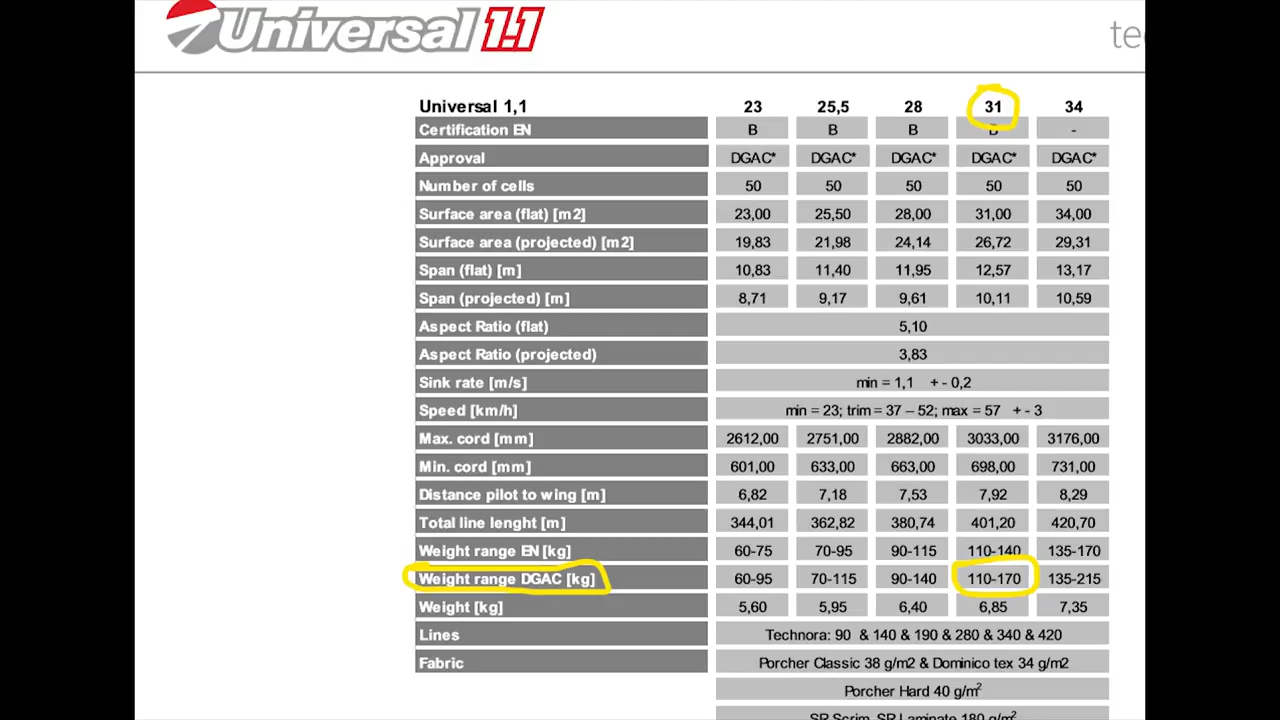 Universal 1.1
te
Universal 1,1 23 25,5 28 31 34
Certification EN B B B B -
Approval DGAC* DGAC* DGAC* DGAC* DGAC*
Number of cells 50 50 50 50 50
Surface area (flat) [m2] 23,00 25,50 28,00 31,00 34,00
Surface area (projected) [m2] 19,83 21,98 24,14 26,72 29,31
Span (flat) [m] 10,83 11,40 11,95 12,57 13,17
Span (projected) [m] 8,71 9,17 9,61 10,11 10,59
Aspect Ratio (flat) 5,10
Aspect Ratio (projected) 3,83
Sink rate [m/s] min = 1,1 + - 0,2
Speed [km/h] min = 23; trim = 37 – 52; max = 57 + - 3
Max. cord [mm] 2612,00 2751,00 2882,00 3033,00 3176,00
Min. cord [mm] 601,00 633,00 663,00 698,00 731,00
Distance pilot to wing [m] 6,82 7,18 7,53 7,92 8,29
Total line lenght [m] 344,01 362,82 380,74 401,20 420,70
Weight range EN [kg] 60-75 70-95 90-115 110-140 135-170
Weight range DGAC [kg] 60-95 70-115 90-140 110-170 135-215
Weight [kg] 5,60 5,95 6,40 6,85 7,35
Lines Technora: 90 & 140 & 190 & 280 & 340 & 420
Fabric Porcher Classic 38 g/m2 & Dominico tex 34 g/m2
Porcher Hard 40 g/m²
SR Scrim, SR Laminate 180 g/m²